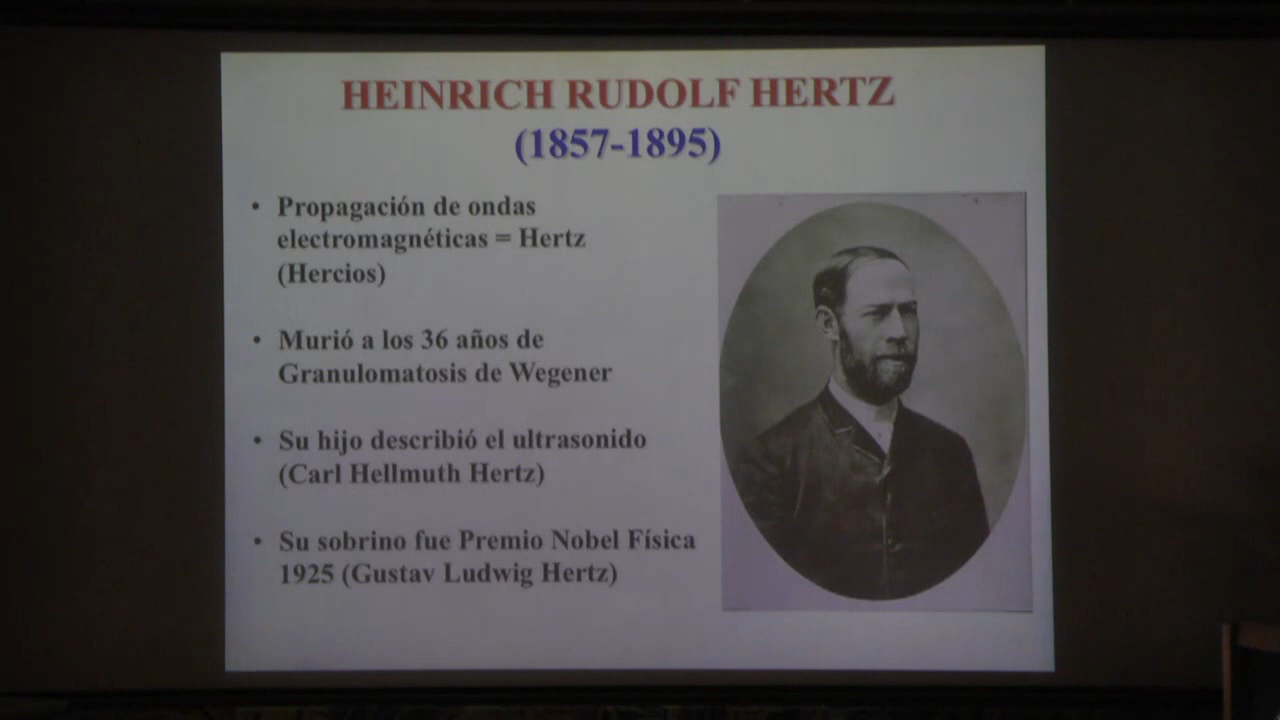 HEINRICH RUDOLF HERTZ
(1857-1895)
• Propagación de ondas
electromagnéticas = Hertz
(Hercios)
• Murió a los 36 años de
Granulomatosis de Wegener
• Su hijo describió el ultrasonido
(Carl Hellmuth Hertz)
• Su sobrino fue Premio Nobel Física
1925 (Gustav Ludwig Hertz)